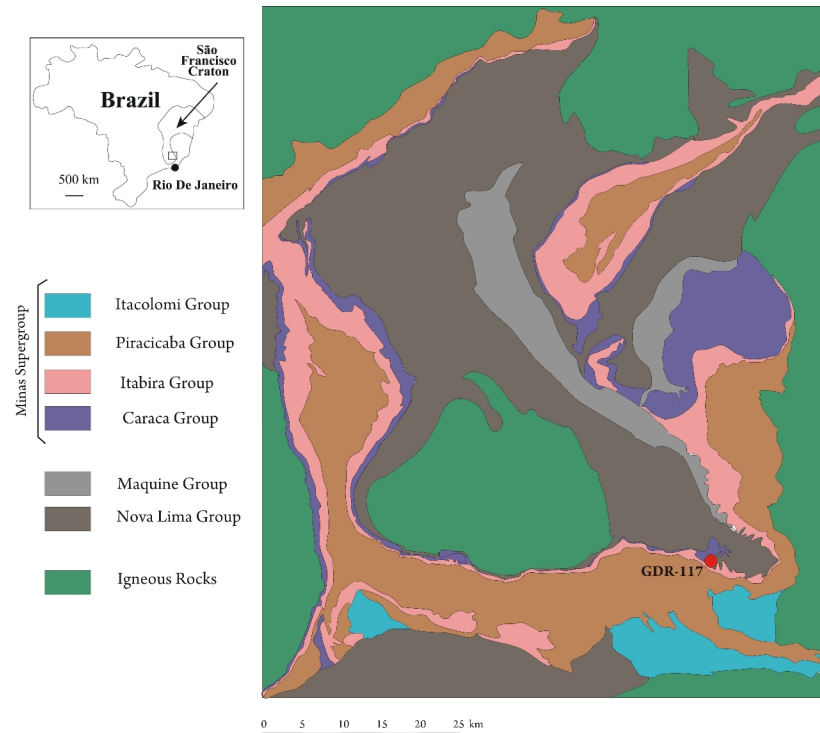 São
Francisco
Craton
Brazil
500 km
Rio De Janeiro
Minas Supergroup
Itacolomi Group
Piracicaba Group
Itabira Group
Caraca Group
Maquine Group
Nova Lima Group
Igneous Rocks
GDR-117
0 5 10 15 20 25 km